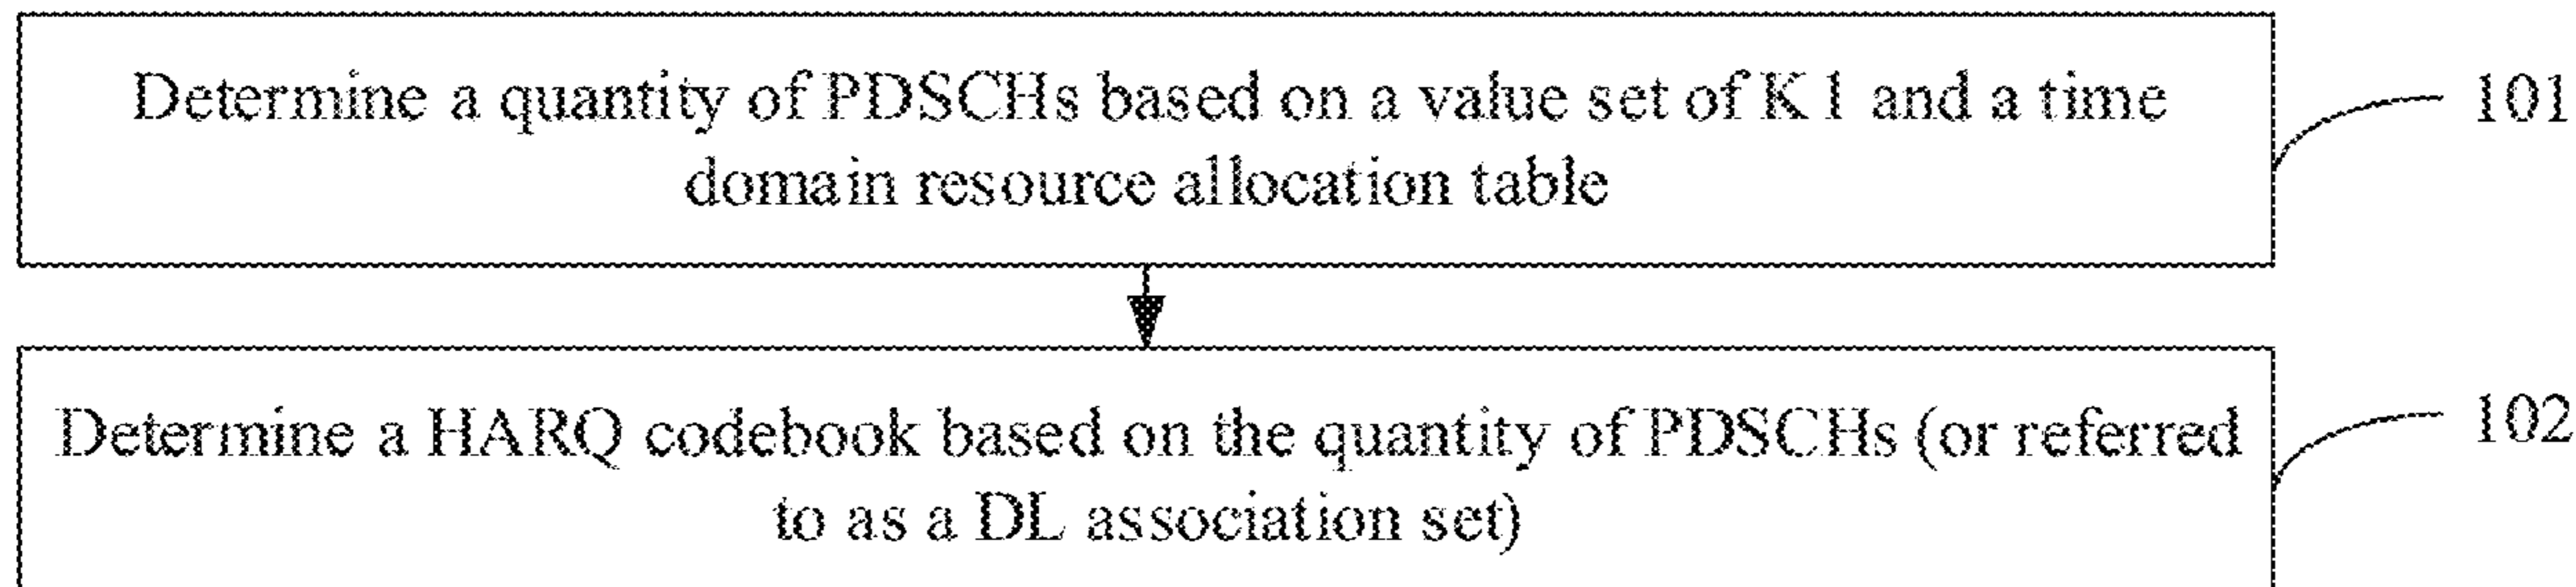 Determine a quantity of PDSCHs based on a value set of K1 and a time
domain resource allocation table
101
Determine a HARQ codebook based on the quantity of PDSCHs (or referred
to as a DL association set)
102